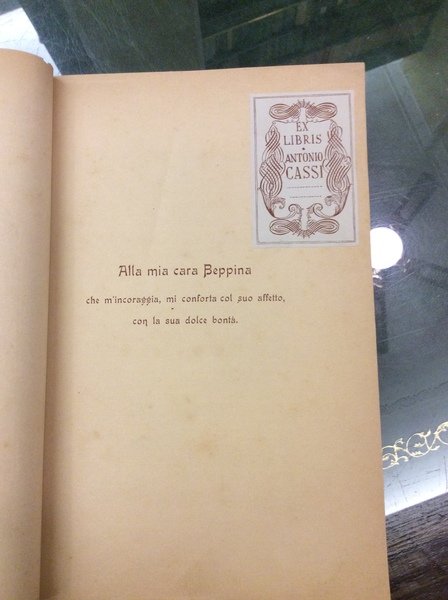 EX
LIBRIS
ANTONIO
CASSI
Alla mia cara Beppina
che m'incoraggia, mi conforta col suo affetto,
con la sua dolce bontà.